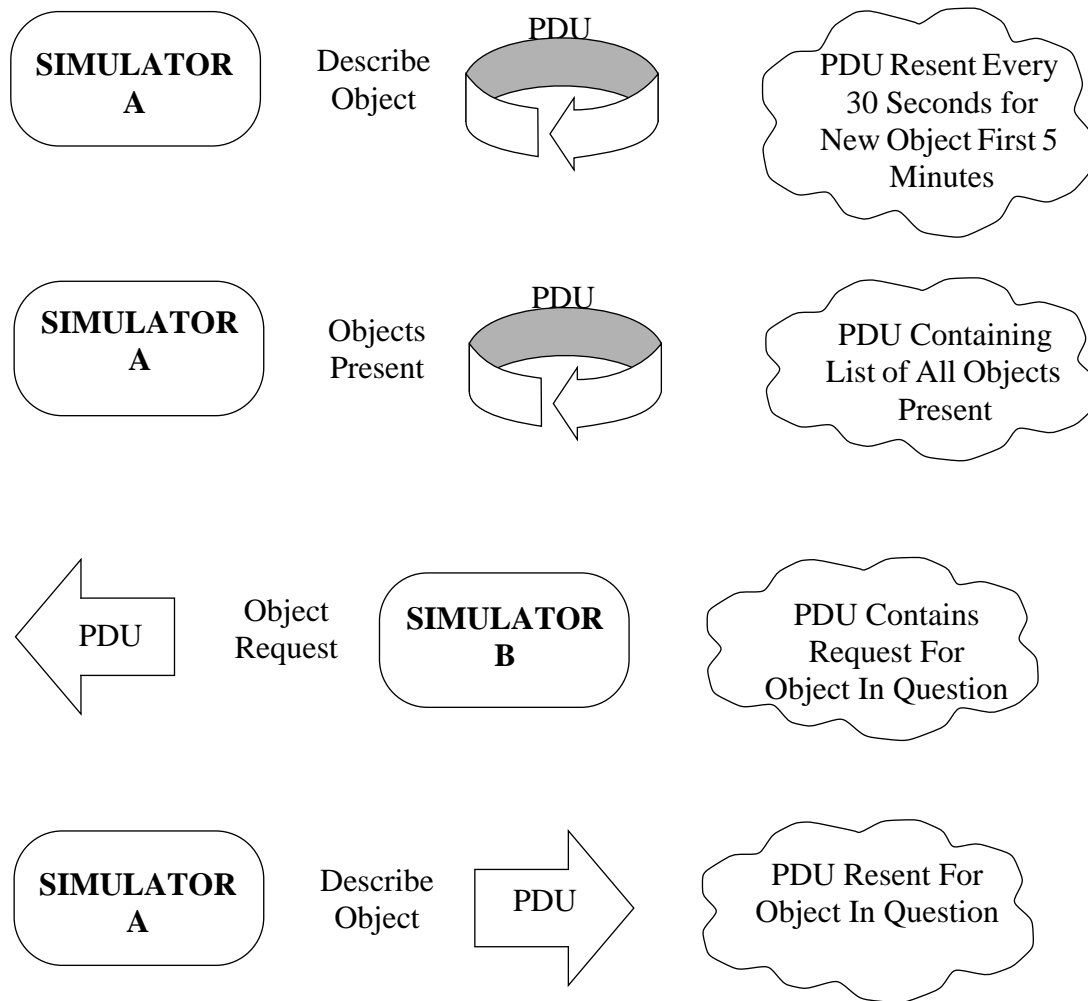 PDU
SIMULATOR
A
Describe
Object
PDU Resent Every
30 Seconds for
New Object First 5
Minutes
PDU
SIMULATOR
A
Objects
Present
PDU Containing
List of All Objects
Present
PDU
Object
Request
SIMULATOR
B
PDU Contains
Request For
Object In Question
SIMULATOR
A
Describe
Object
PDU
PDU Resent For
Object In Question